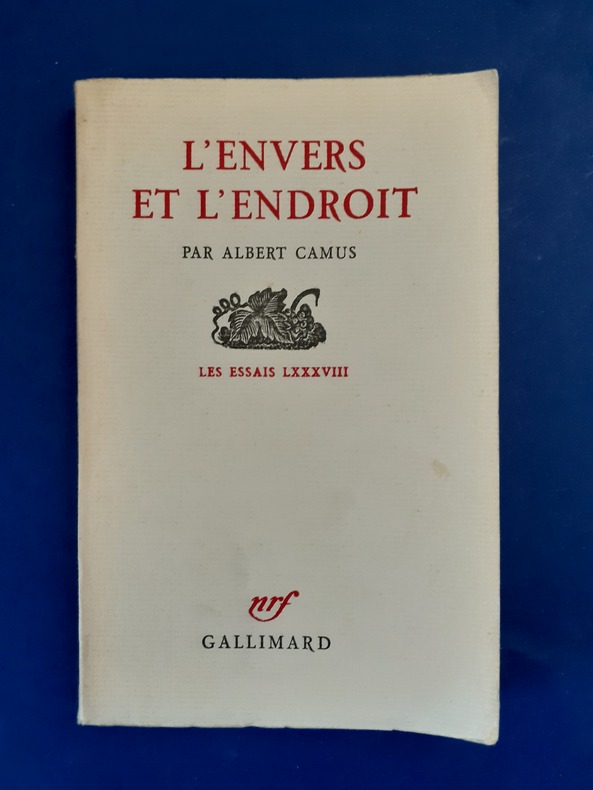 L'ENVERS
ET L'ENDROIT
PAR ALBERT CAMUS
LES ESSAIS LXXXVIII
nrf
GALLIMARD